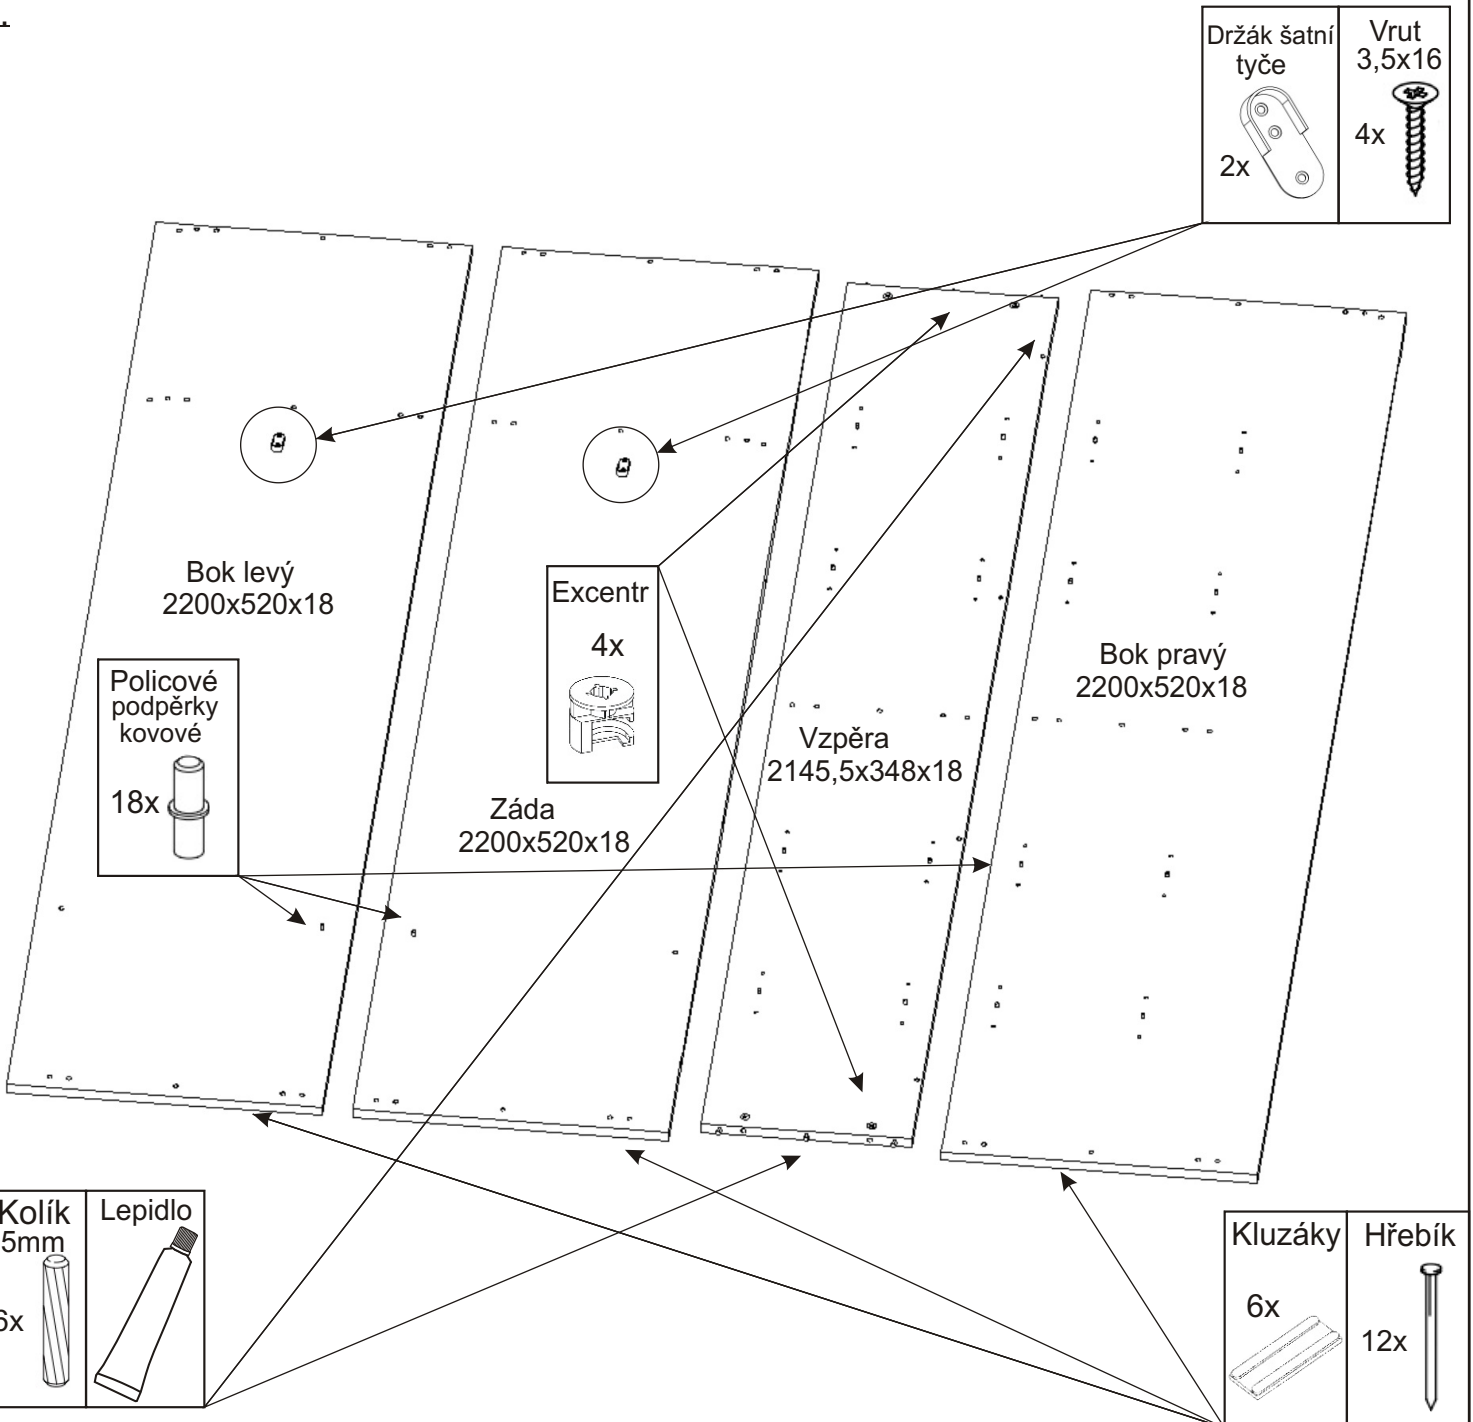 Držák šatní
tyče
2x
Vrut
3,5x16
4x
Bok levý
2200x520x18
Excentr
4x
Bok pravý
2200x520x18
Policové
podpěrky
kovové
18x
Vzpěra
2145,5x348x18
Záda
2200x520x18
Kolík
5mm
6x
Lepidlo
Kluzáky
6x
Hřebík
12x